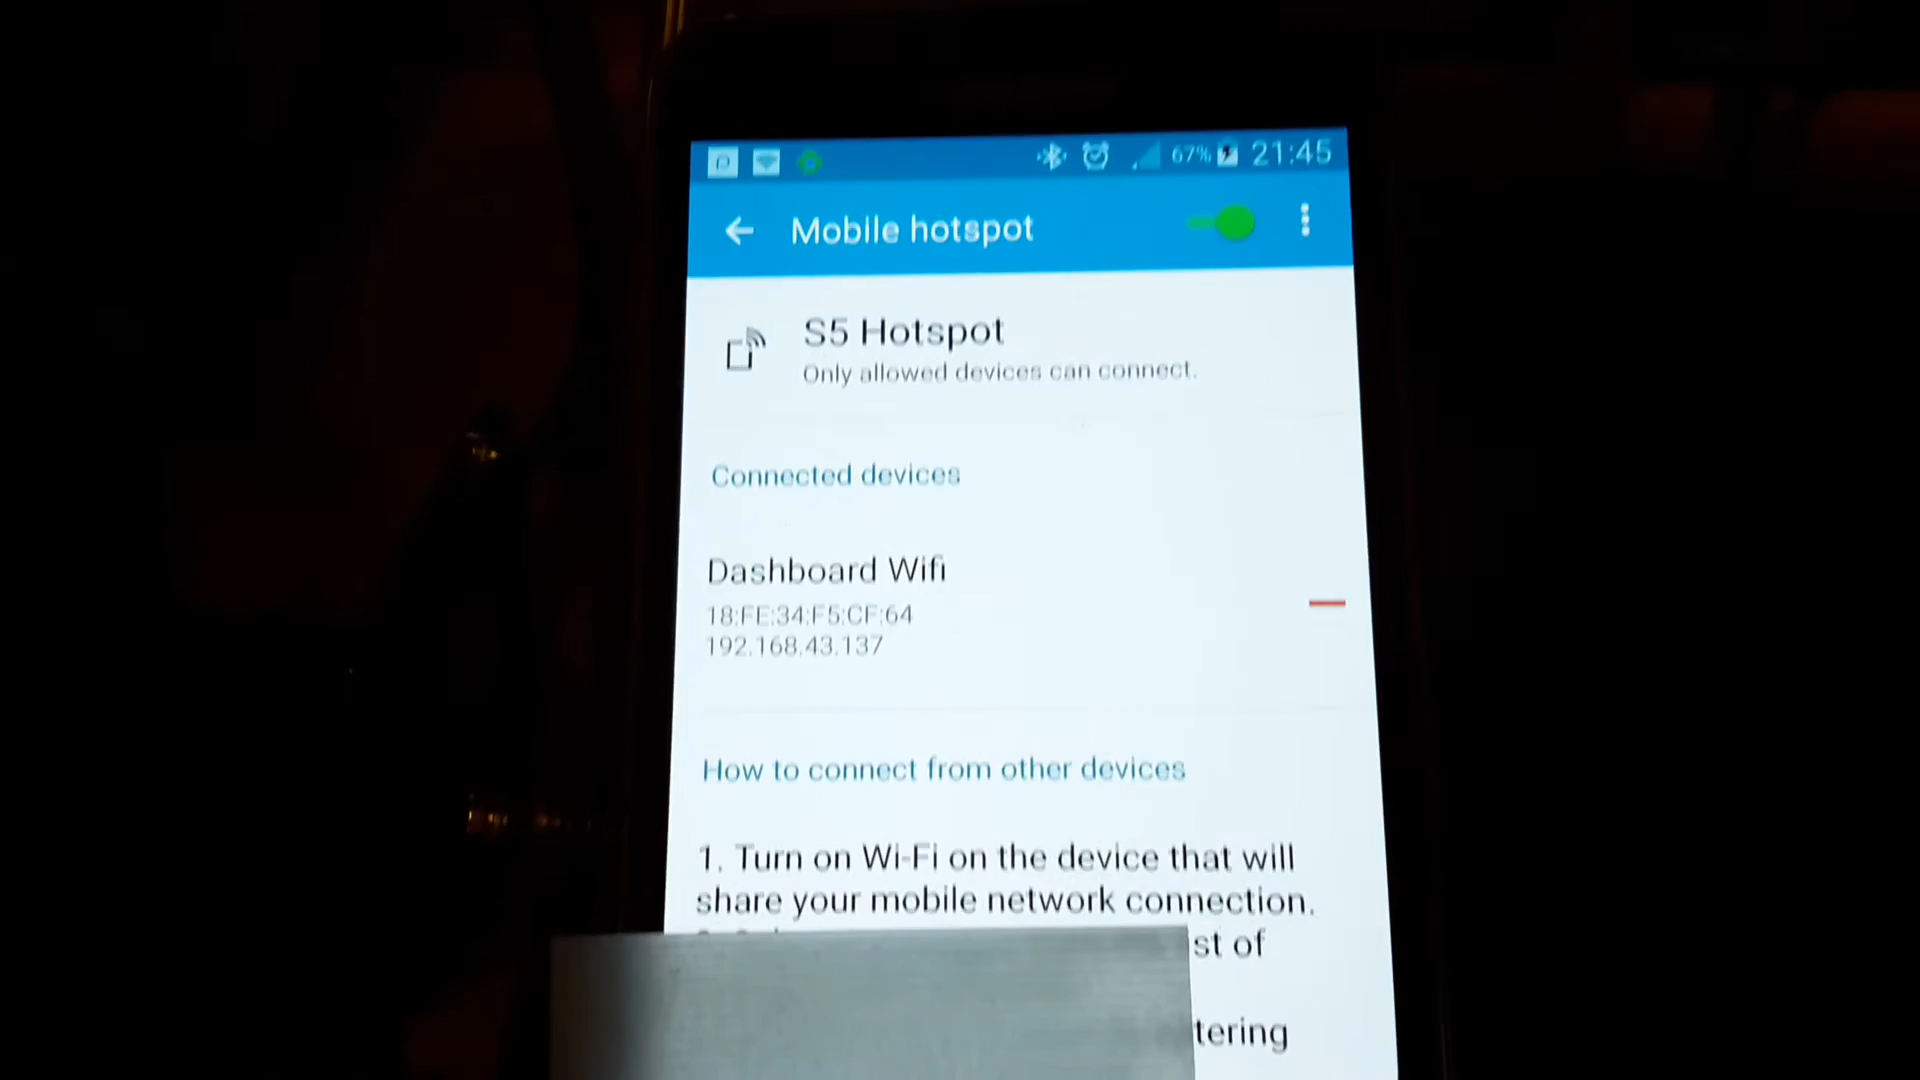 67% 21:45
Mobile hotspot
S5 Hotspot
Only allowed devices can connect.
Connected devices
Dashboard Wifi
18:FE:34:F5:CF:64
192.168.43.137
How to connect from other devices
1. Turn on Wi-Fi on the device that will
share your mobile network connection.
of